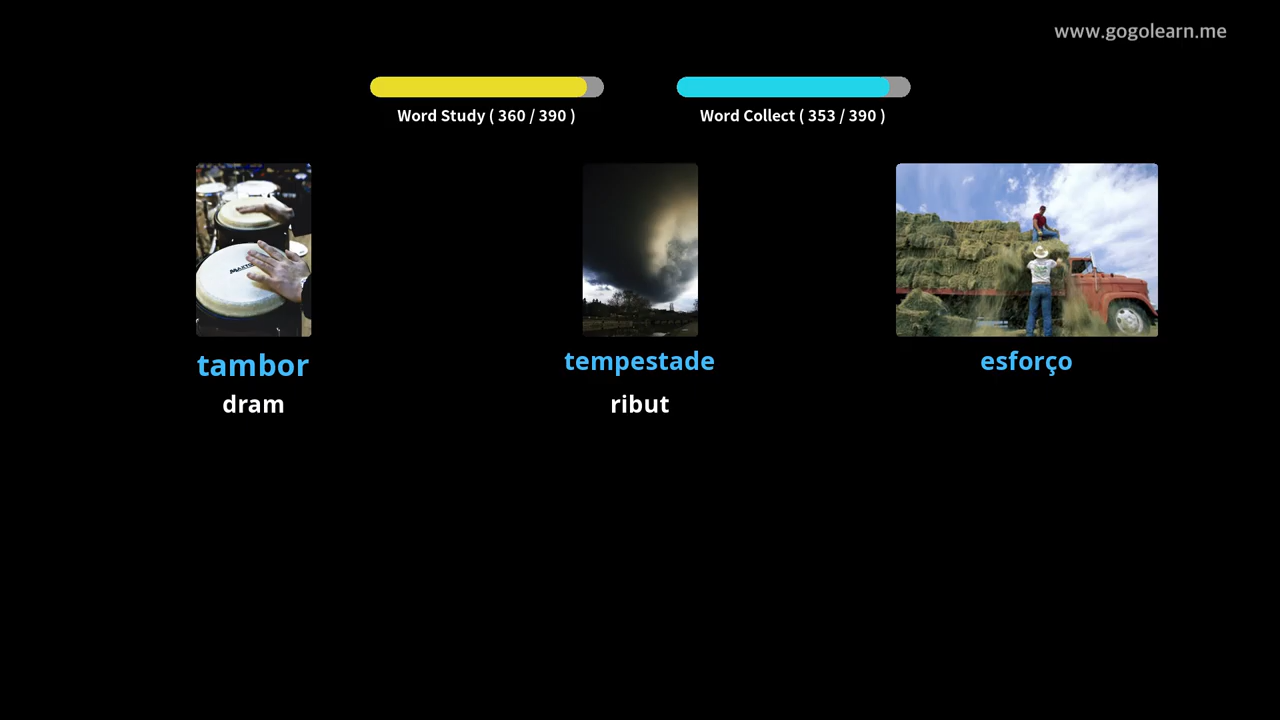 www.gogolearn.me
Word Study ( 360 / 390 )
Word Collect ( 353 / 390 )
tambor
dram
tempestade
ribut
esforço